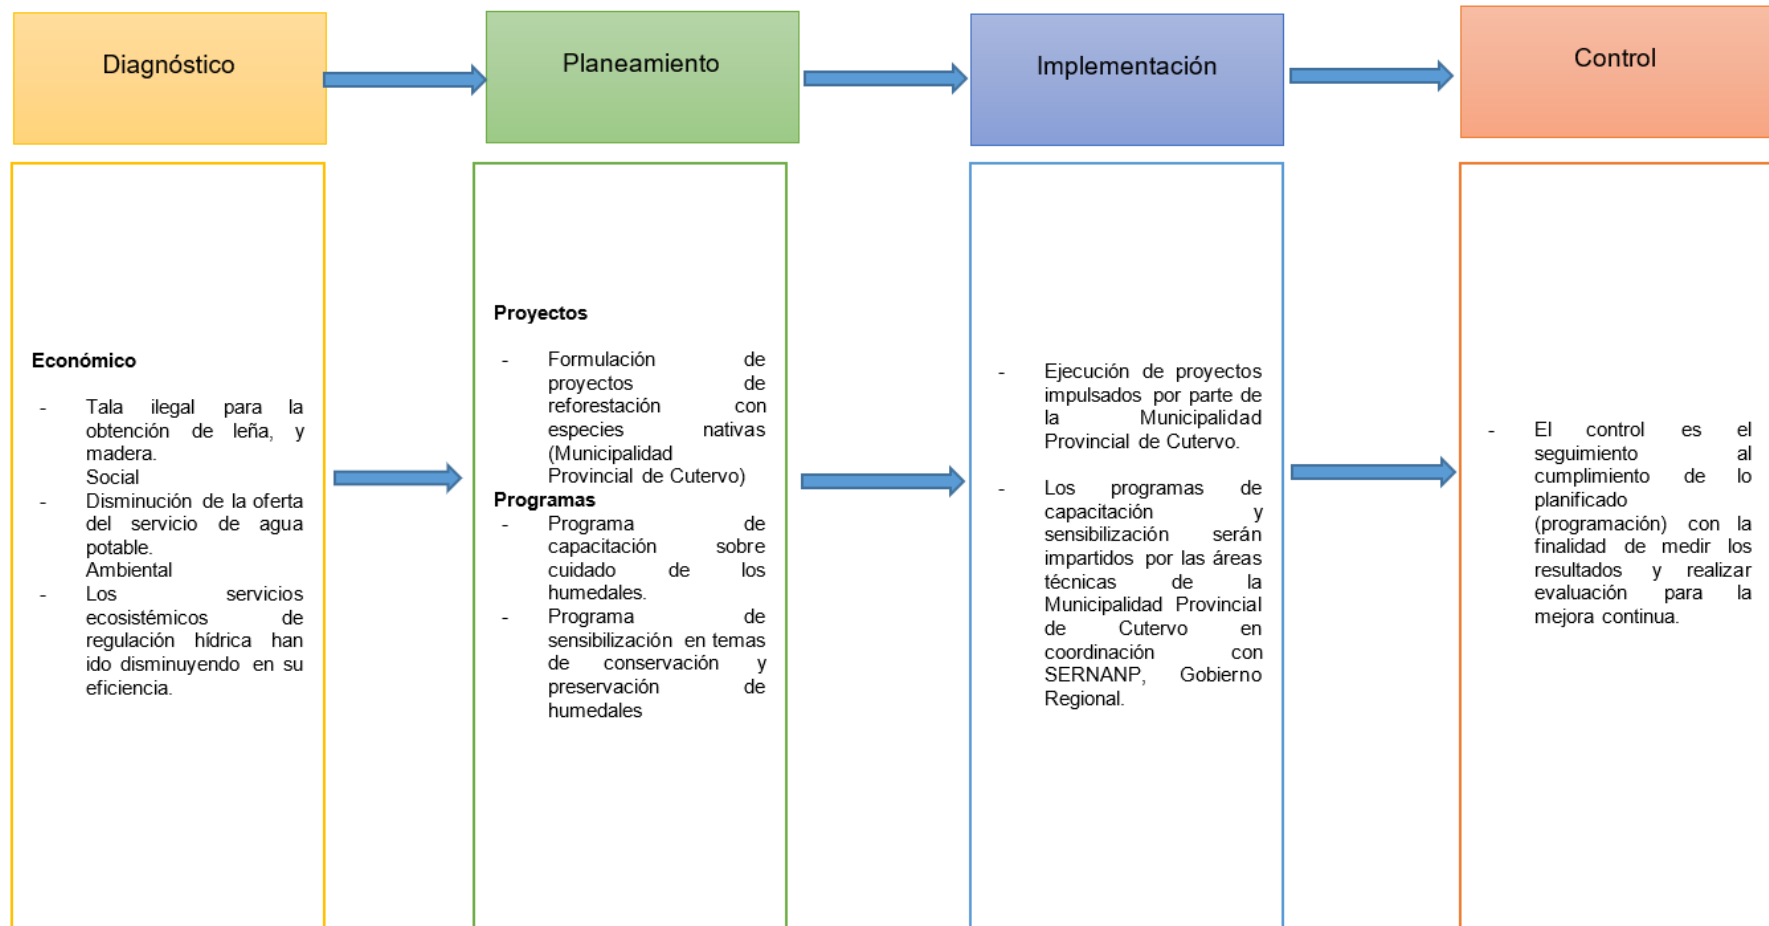 Diagnóstico
Planeamiento
Implementación
Control
Económico
- Tala ilegal para la
obtención de leña, y
madera.
Social
- Disminución de la oferta
del servicio de agua
potable.
Ambiental
- Los servicios
ecosistémicos de
regulación hídrica han
ido disminuyendo en su
eficiencia.
Proyectos
- Formulación de
proyectos de
reforestación con
especies nativas
(Municipalidad
Provincial de Cutervo)
Programas
- Programa de
capacitación sobre
cuidado de los
humedales.
- Programa de
sensibilización en temas
de conservación y
preservación de
humedales
- Ejecución de proyectos
impulsados por parte de
la Municipalidad
Provincial de Cutervo.
- Los programas de
capacitación y
sensibilización serán
impartidos por las áreas
técnicas de la
Municipalidad Provincial
de Cutervo en
coordinación con
SERNANP, Gobierno
Regional.
- El control es el
seguimiento al
cumplimiento de lo
planificado
(programación) con la
finalidad de medir los
resultados y realizar
evaluación para la
mejora continua.